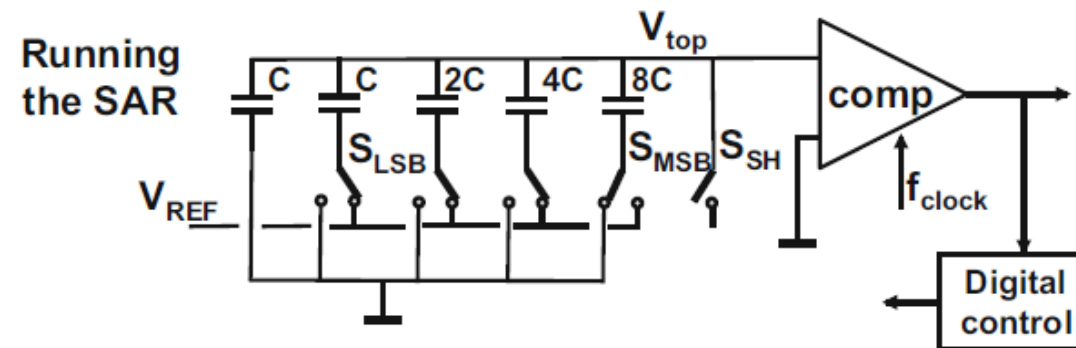 Running
the SAR
C
C
2C
4C
8C
V_top
comp
S_LSB
S_MSB
S_SH
V_REF
f_clock
Digital
control